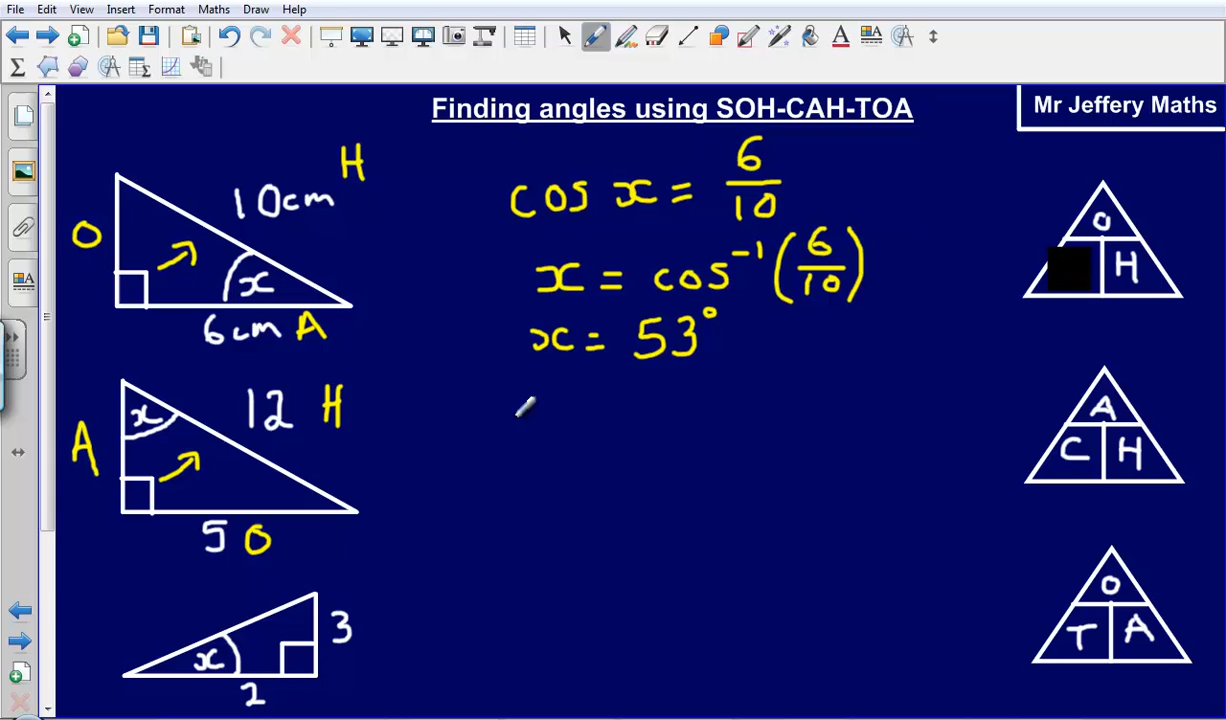 File Edit View Insert Format Maths Draw Help
Finding angles using SOH-CAH-TOA
Mr Jeffery Maths
10cm H
O
x
6cm A
cos x = 6/10
x = cos⁻¹(6/10)
x = 53°
O
H
x
12 H
A
5 O
A
C H
3
x
2
O
T A